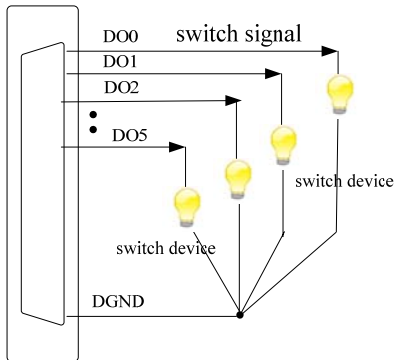 DO0 switch signal
DO1
DO2
DO5
switch device
switch device
DGND